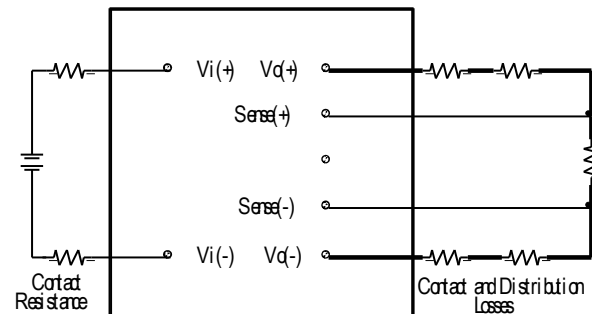 Vi(+) Vo(+)
Sense(+)
Sense(-)
Vi(-) Vo(-)
Contact
Resistance
Contact and Distribution
Losses